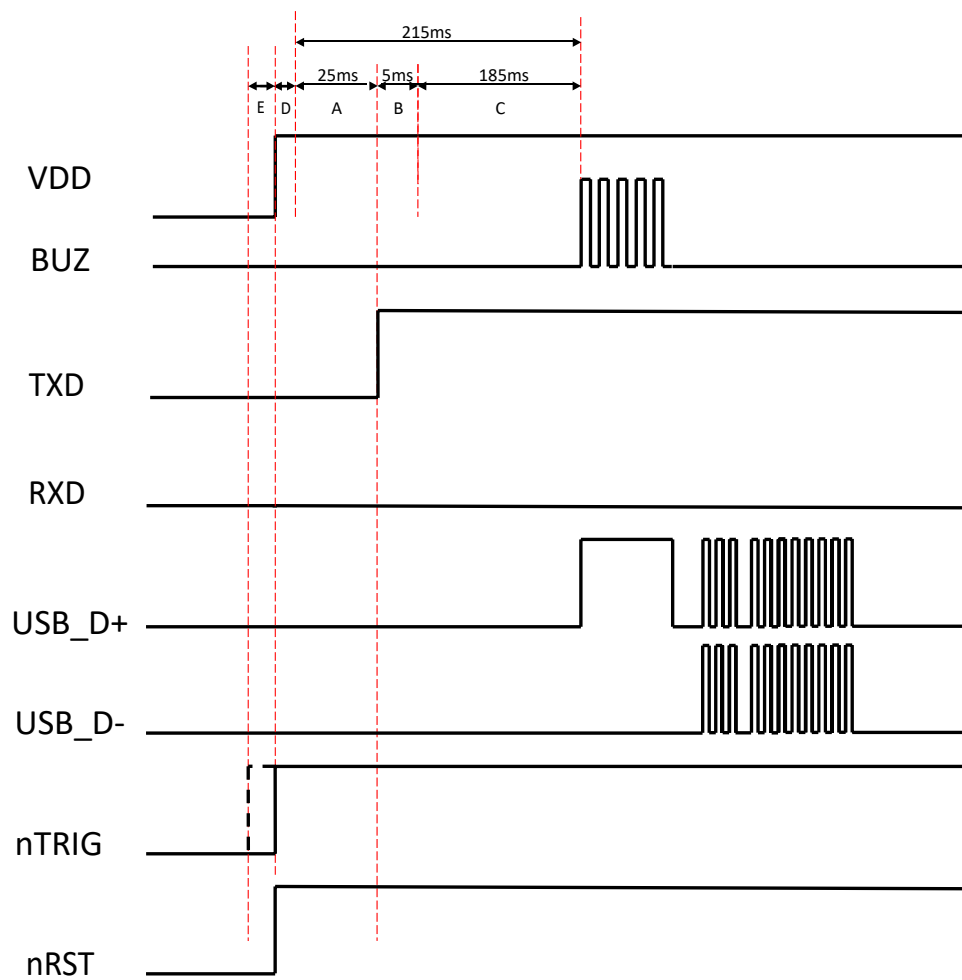 215ms
25ms 5ms 185ms
E D A B C
VDD
BUZ
TXD
RXD
USB_D+
USB_D-
nTRIG
nRST